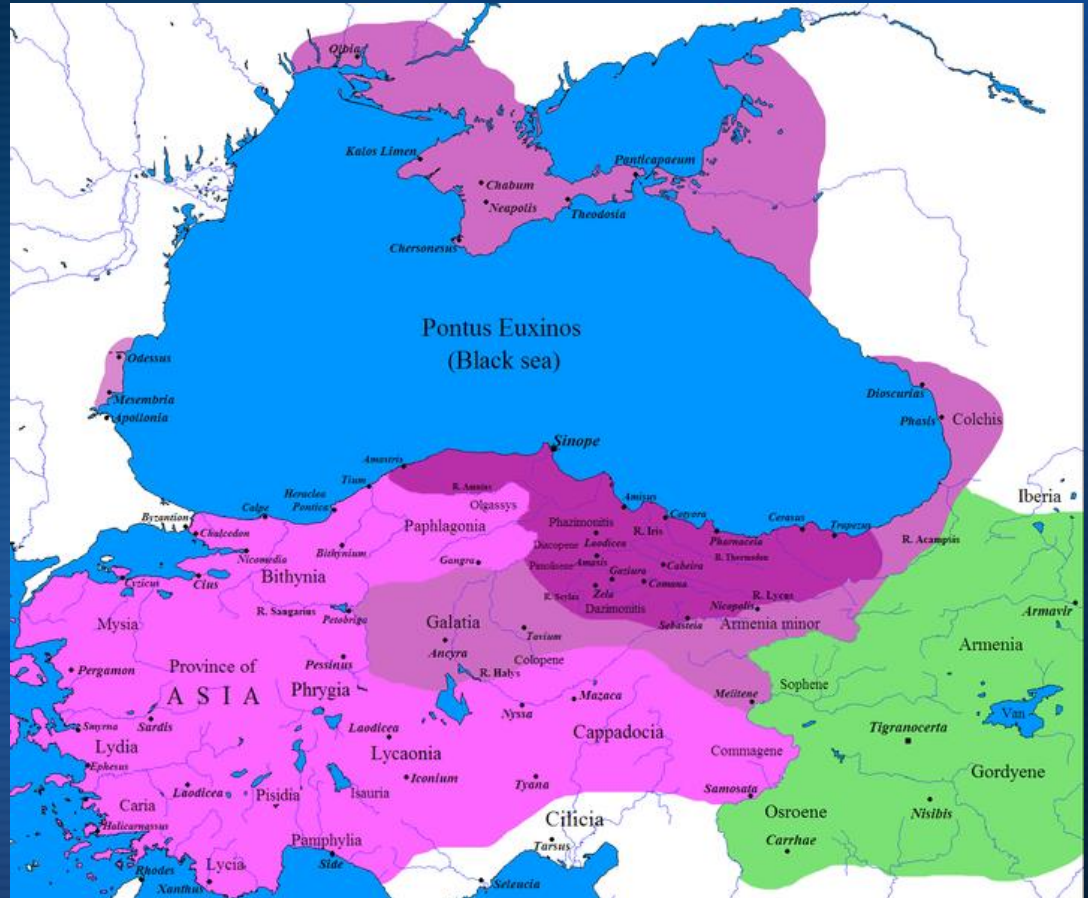 Olbia
Kalos Limen
Panticapaeum
Chabum
Neapolis
Theodosia
Chersonesus
Pontus Euxinos
(Black sea)
Odessus
Mesembria
Apollonia
Dioscurias
Phasis
Colchis
Sinope
Amastris
Tium
R. Amnias
Heraclea
Pontica
Olgassys
Amisus
Iberia
Calpe
Cotyora
Cerasus
Trapezus
Byzantion
Chalcedon
Paphlagonia
Phazimonitis
R. Iris
Pharnaceia
R. Acampsis
Bithynium
Diacopene
Laodicea
R. Thermodon
Nicomedia
Gangra
Amasis
Cabeira
Bithynia
Gaziura
Cyzicus
Cius
Comana
R. Scylax
Zela
R. Lycus
R. Sangarius
Petobriga
Dazimonitis
Nicopolis
Armavir
Mysia
Galatia
Tavium
Sebasteia
Armenia minor
Armenia
Ancyra
Pergamon
Province of
Pessinus
Colopene
R. Halys
Sophene
A S I A
Phrygia
Mazaca
Melitene
Nyssa
Van
Smyrna
Sardis
Laodicea
Cappadocia
Tigranocerta
Lydia
Lycaonia
Commagene
Ephesus
Iconium
Tyana
Gordyene
Laodicea
Pisidia
Isauria
Samosata
Caria
Osroene
Nisibis
Halicarnassus
Cilicia
Pamphylia
Tarsus
Carrhae
Side
Lycia
Rhodes
Xanthus
Seleucia